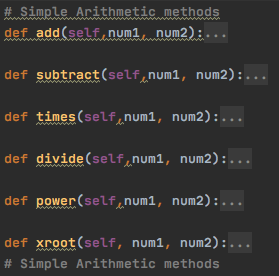 # Simple Arithmetic methods
def add(self,num1, num2):...
def subtract(self,num1, num2):...
def times(self,num1, num2):...
def divide(self,num1, num2):...
def power(self,num1, num2):...
def xroot(self, num1, num2):...
# Simple Arithmetic methods